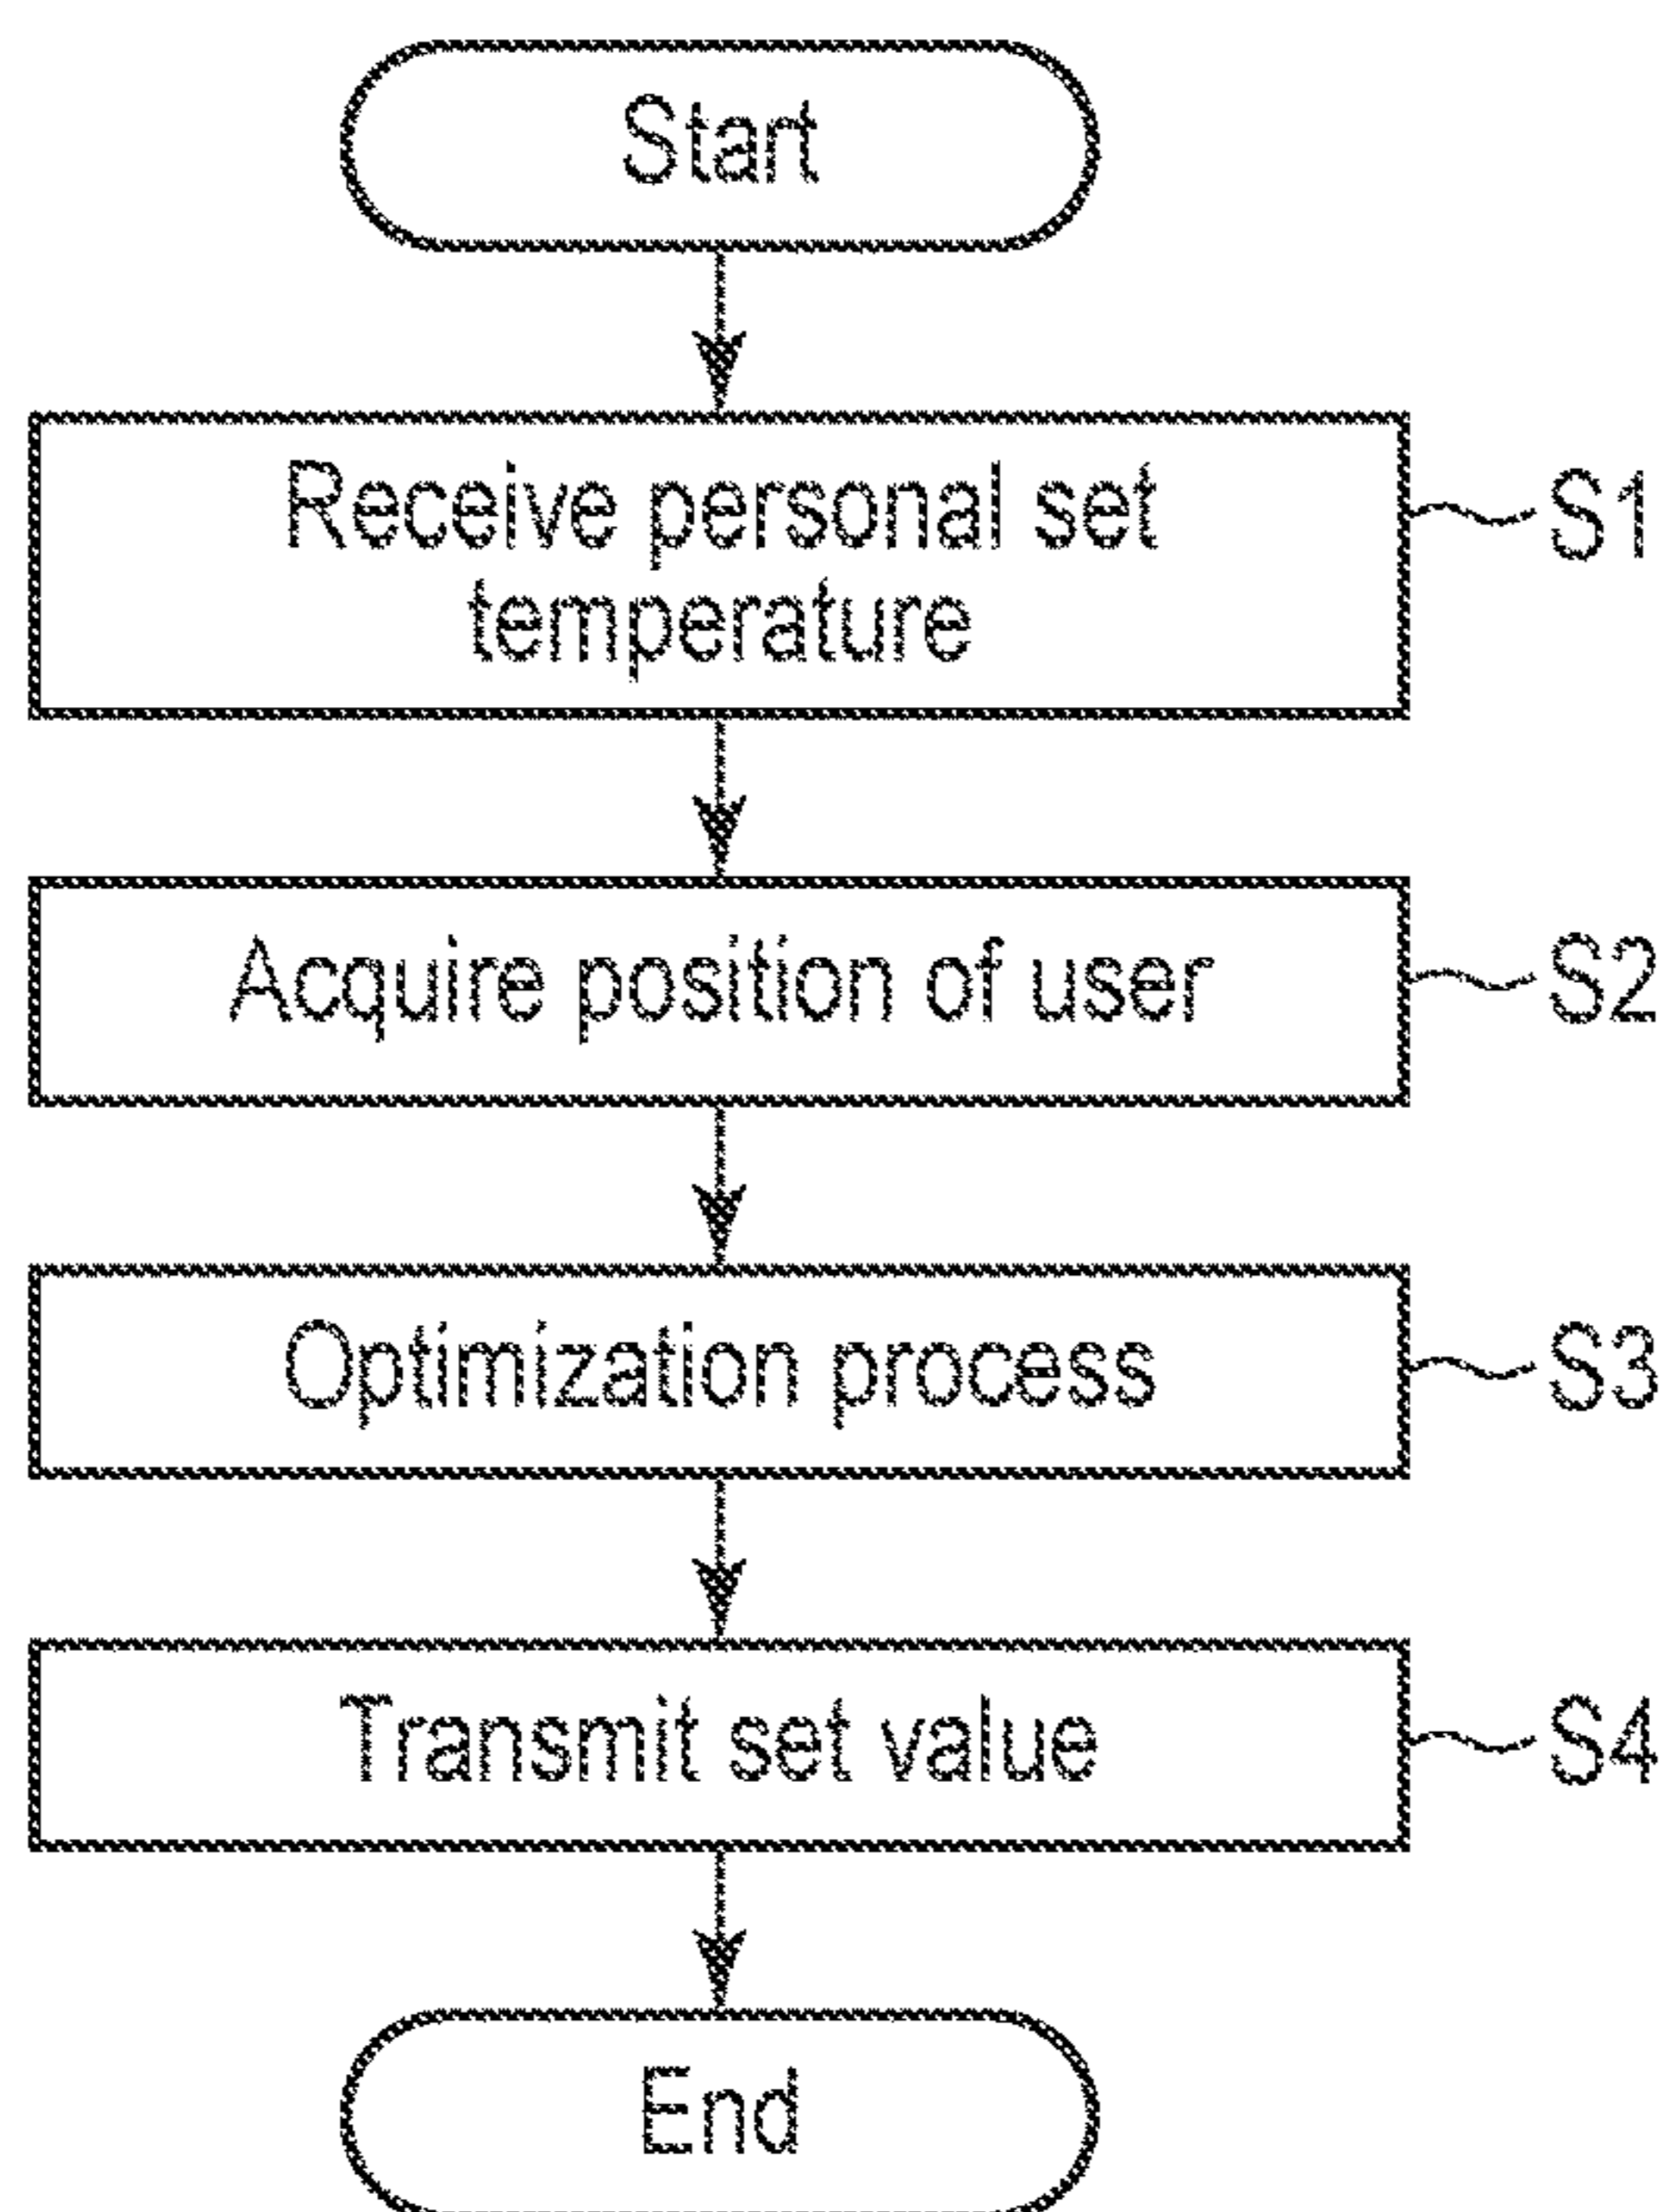 Start
Receive personal set
temperature
S1
Acquire position of user
S2
Optimization process
S3
Transmit set value
S4
End